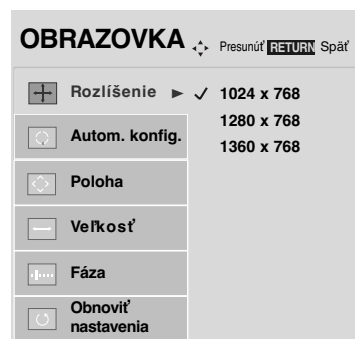 OBRAZOVKA Presunúť RETURN Späť
Rozlíšenie ► ✓ 1024 x 768
1280 x 768
1360 x 768
Autom. konfig.
Poloha
Veľkosť
Fáza
Obnoviť
nastavenia